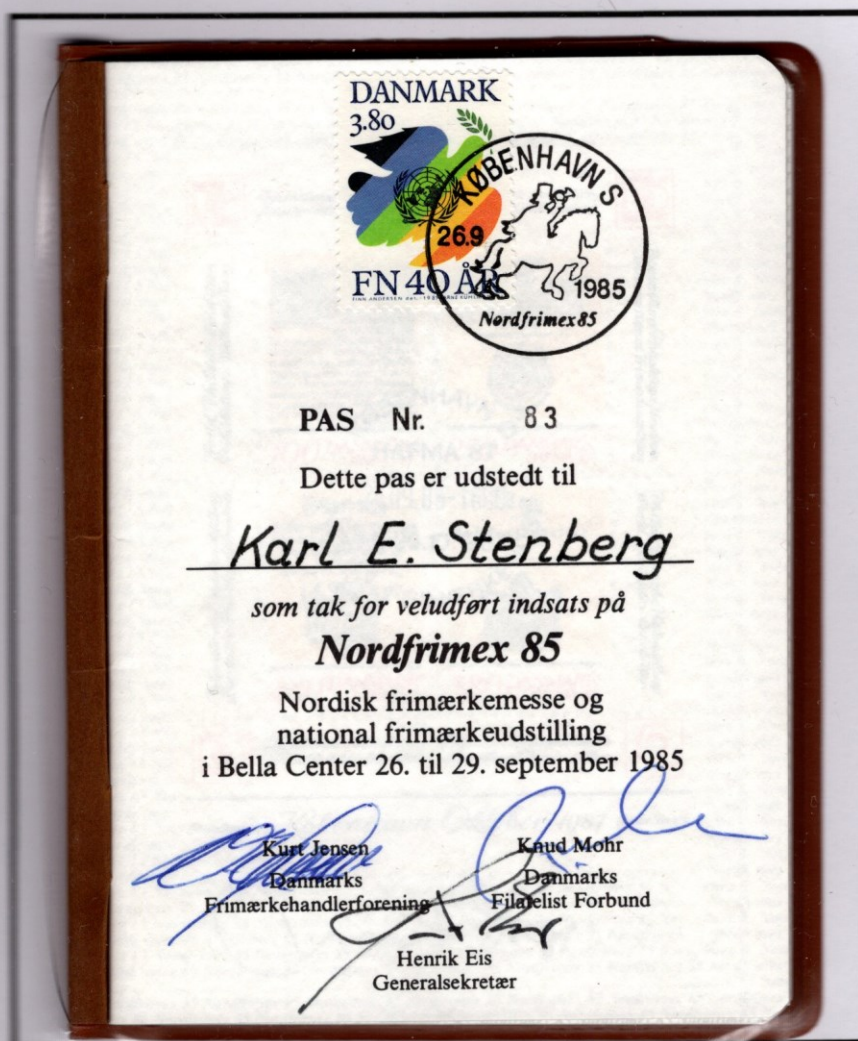 DANMARK
3.80
FN 40 ÅR
KØBENHAVN S
26.9
1985
Nordfrimex85
PAS Nr. 83
Dette pas er udstedt til
Karl E. Stenberg
som tak for veludført indsats på
Nordfrimex 85
Nordisk frimærkemesse og
national frimærkeudstilling
i Bella Center 26. til 29. september 1985
Kurt Jensen
Danmarks
Frimærkehandlerforening
Knud Mohr
Danmarks
Filatelist Forbund
Henrik Eis
Generalsekretær